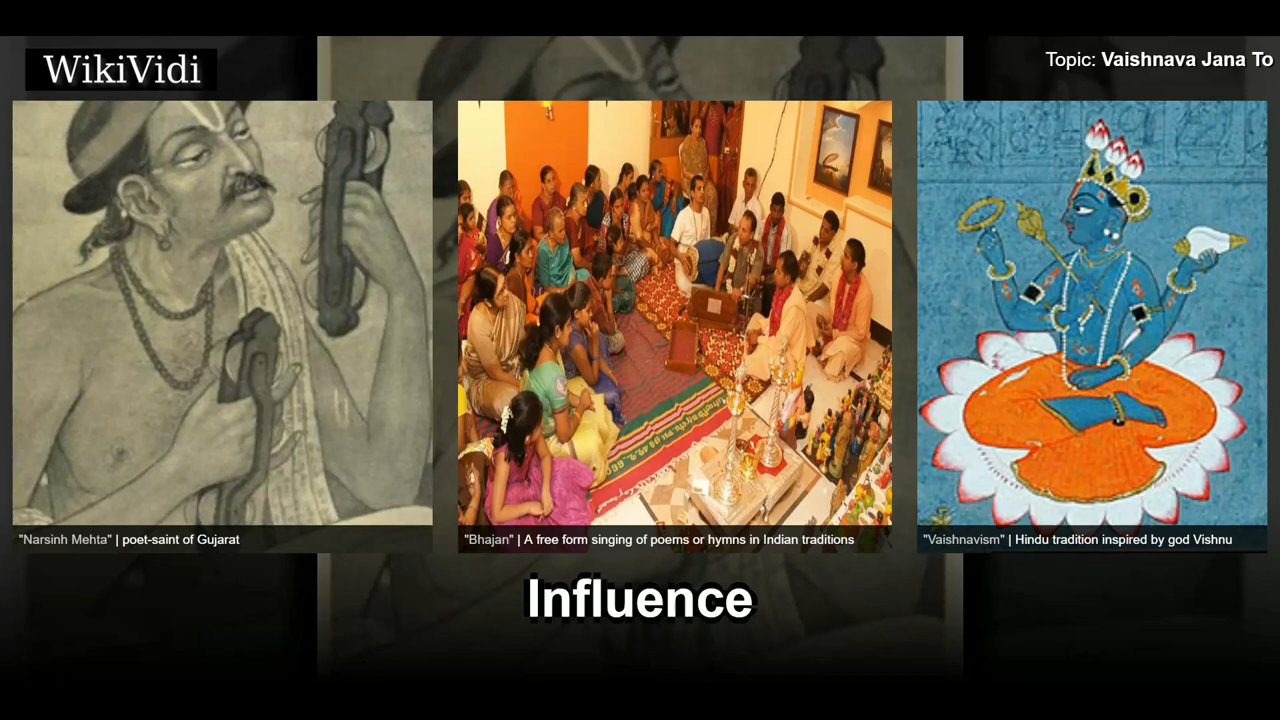 WikiVidi
Topic: Vaishnava Jana To
"Narsinh Mehta" | poet-saint of Gujarat
"Bhajan" | A free form singing of poems or hymns in Indian traditions
"Vaishnavism" | Hindu tradition inspired by god Vishnu
Influence